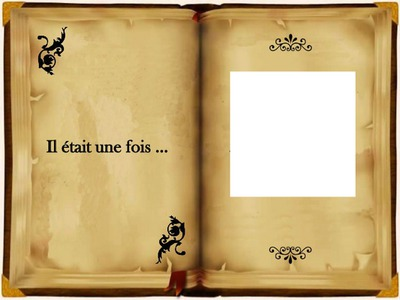 Il était une fois ...